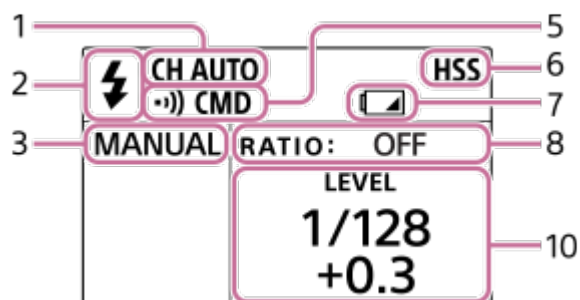 1 5
2 CH AUTO HSS 6
•)) CMD 7
3 MANUAL RATIO: OFF 8
LEVEL
1/128 10
+0.3